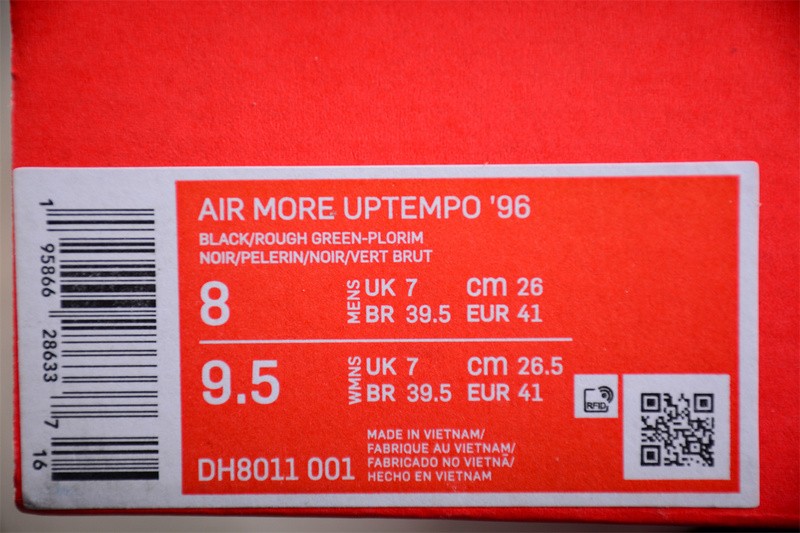 AIR MORE UPTEMPO '96
BLACK/ROUGH GREEN-PLORIM
NOIR/PELERIN/NOIR/VERT BRUT
8 MENS UK 7 cm 26
BR 39.5 EUR 41
9.5 WMNS UK 7 cm 26.5
BR 39.5 EUR 41
RFID
MADE IN VIETNAM/
FABRIQUE AU VIETNAM/
FABRICADO NO VIETNÃ/
HECHO EN VIETNAM
DH8011 001
1 95866 28633 7 16